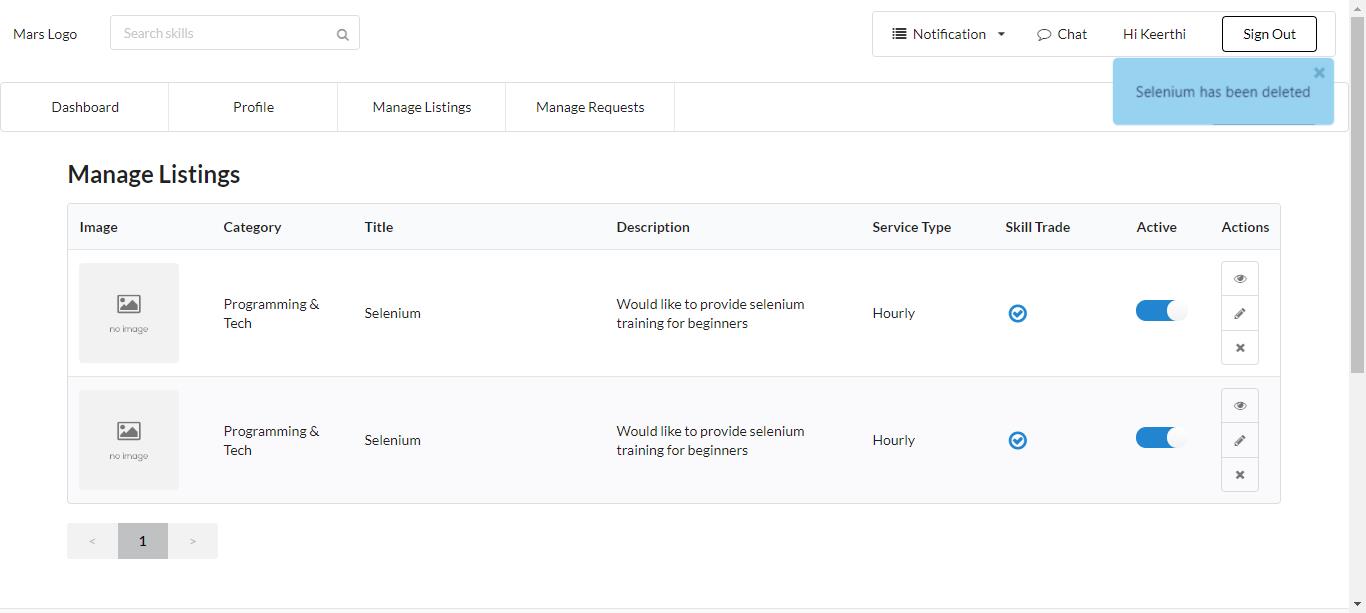 Mars Logo
Search skills
Notification
Chat
Hi Keerthi
Sign Out
Selenium has been deleted
Dashboard
Profile
Manage Listings
Manage Requests
Manage Listings
Image
Category
Title
Description
Service Type
Skill Trade
Active
Actions
no image
Programming &
Tech
Selenium
Would like to provide selenium
training for beginners
Hourly
no image
Programming &
Tech
Selenium
Would like to provide selenium
training for beginners
Hourly
< 1 >